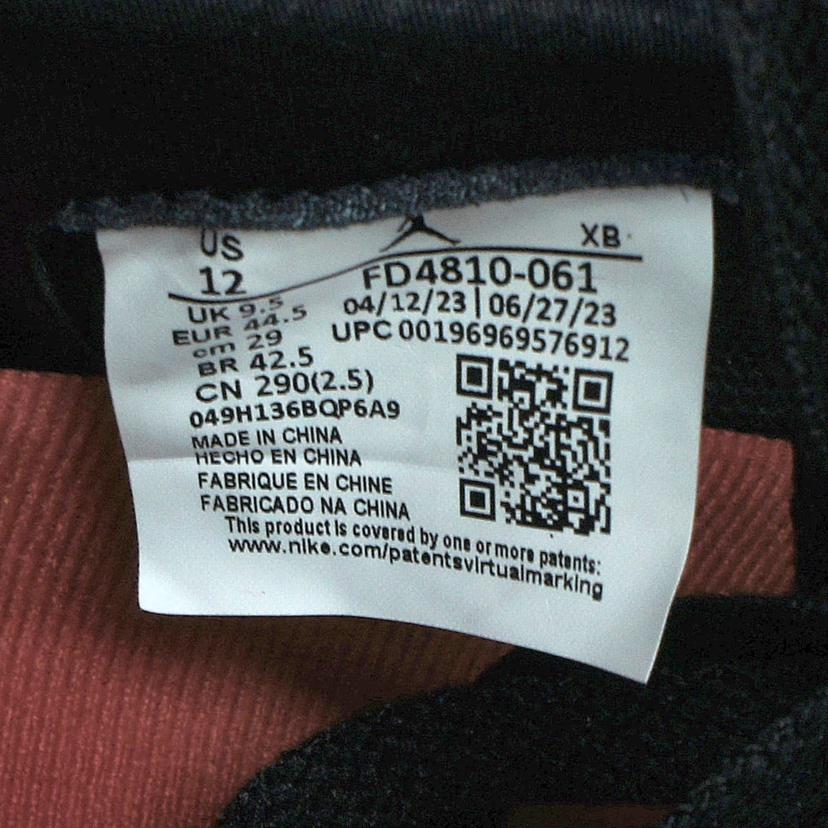 US
XB
12
FD4810-061
UK 9.5
04/12/23 | 06/27/23
EUR 44.5
UPC 00196969576912
cm 29
BR 42.5
CN 290(2.5)
049H136BQP6A9
MADE IN CHINA
HECHO EN CHINA
FABRIQUE EN CHINE
FABRICADO NA CHINA
This product is covered by one or more patents:
www.nike.com/patentsvirtualmarking